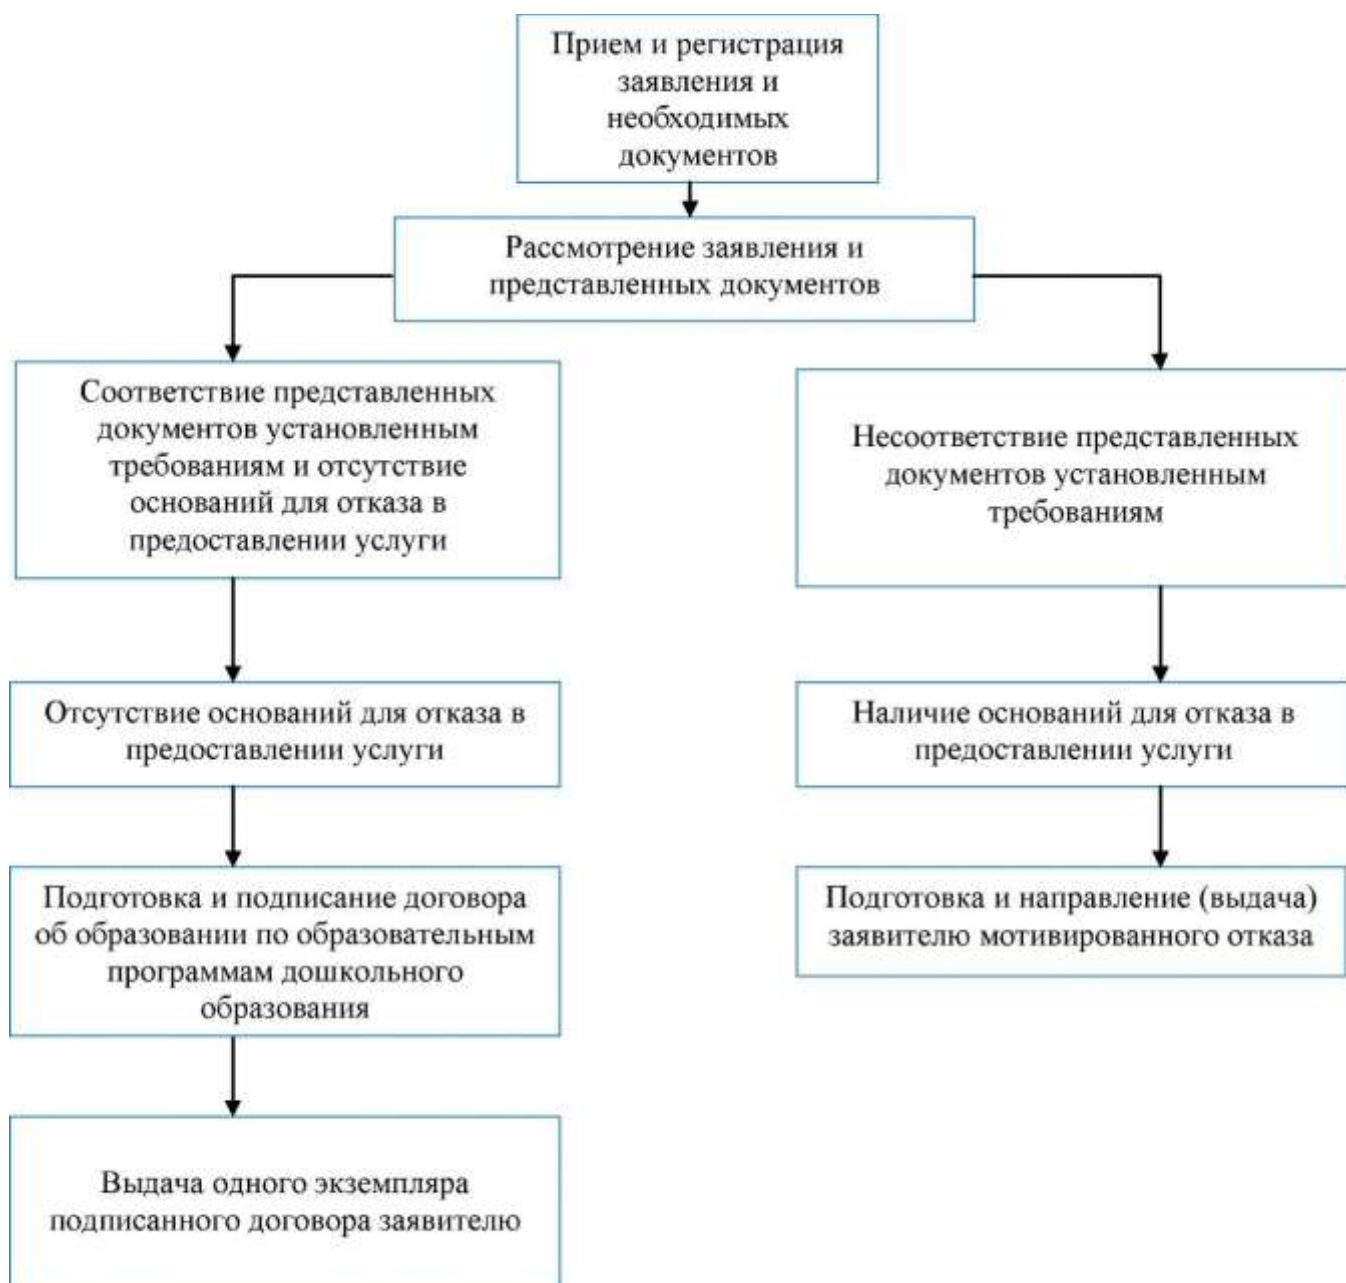 Прием и регистрация
заявления и
необходимых
документов
Рассмотрение заявления и
представленных документов
Соответствие представленных
документов установленным
требованиям и отсутствие
оснований для отказа в
предоставлении услуги
Несоответствие представленных
документов установленным
требованиям
Отсутствие оснований для отказа в
предоставлении услуги
Наличие оснований для отказа в
предоставлении услуги
Подготовка и подписание договора
об образовании по образовательным
программам дошкольного
образования
Подготовка и направление (выдача)
заявителю мотивированного отказа
Выдача одного экземпляра
подписанного договора заявителю